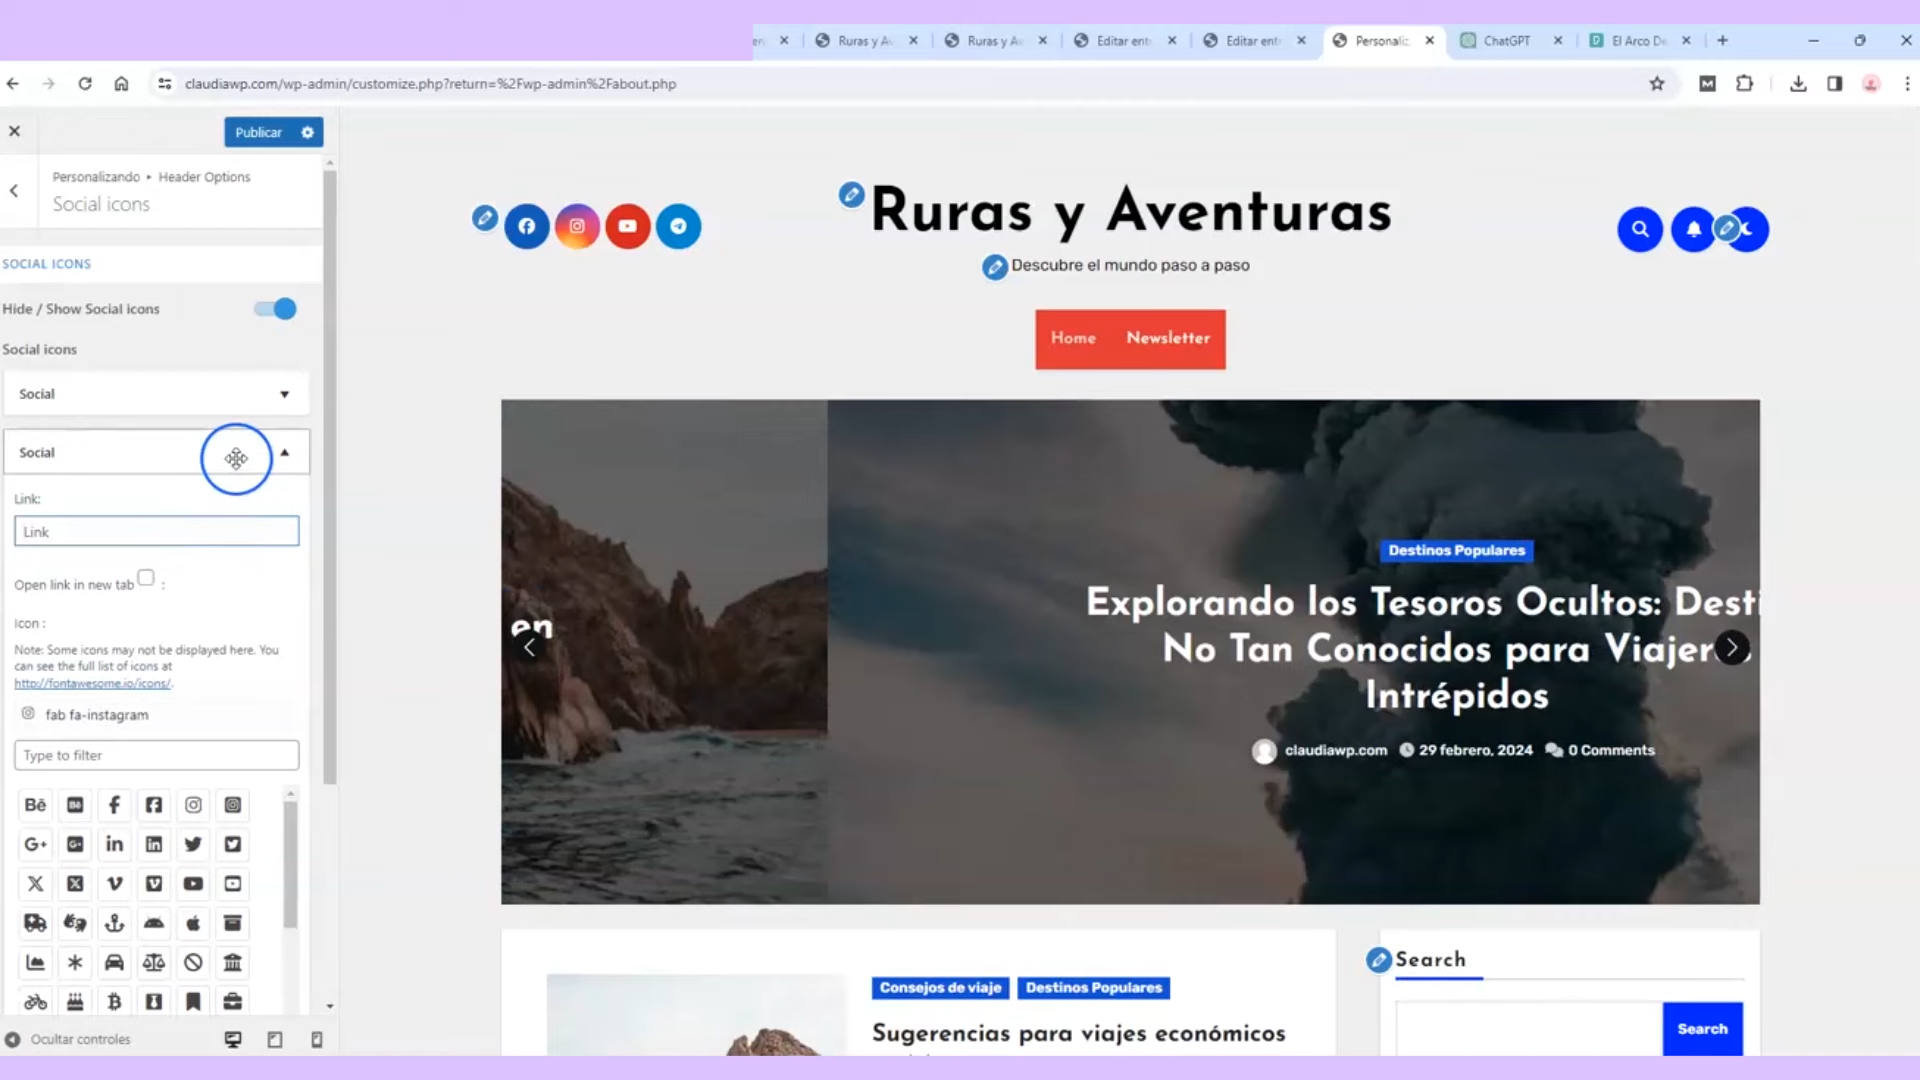 Ruras y Av
Ruras y Av
Editar ent
Editar ent
Personaliz
ChatGPT
El Arco De
claudiawp.com/wp-admin/customize.php?return=%2Fwp-admin%2Fabout.php
Publicar
Personalizando ▸ Header Options
Social icons
SOCIAL ICONS
Hide / Show Social icons
Social icons
Social
Social
Link:
Link
Open link in new tab :
Icon :
Note: Some icons may not be displayed here. You
can see the full list of icons at
http://fontawesome.io/icons/.
fab fa-instagram
Type to filter
Ocultar controles
Ruras y Aventuras
Descubre el mundo paso a paso
Home Newsletter
en
Destinos Populares
Explorando los Tesoros Ocultos: Desti
No Tan Conocidos para Viajer
Intrépidos
claudiawp.com 29 febrero, 2024 0 Comments
Consejos de viaje Destinos Populares
Sugerencias para viajes económicos
Search
Search